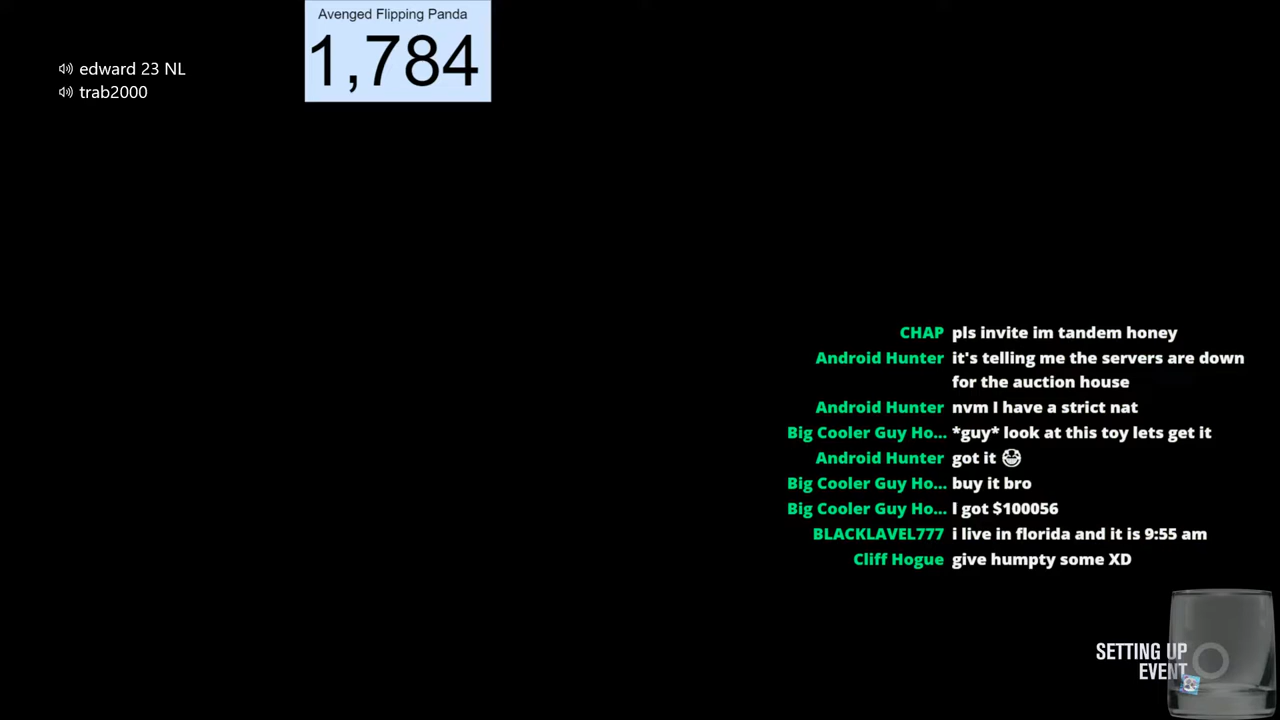 Avenged Flipping Panda
1,784
edward 23 NL
trab2000
CHAP pls invite im tandem honey
Android Hunter it's telling me the servers are down
for the auction house
Android Hunter nvm I have a strict nat
Big Cooler Guy Ho... *guy* look at this toy lets get it
Android Hunter got it 😂
Big Cooler Guy Ho... buy it bro
Big Cooler Guy Ho... I got $100056
BLACKLAVEL777 i live in florida and it is 9:55 am
Cliff Hogue give humpty some XD
SETTING UP
EVENT